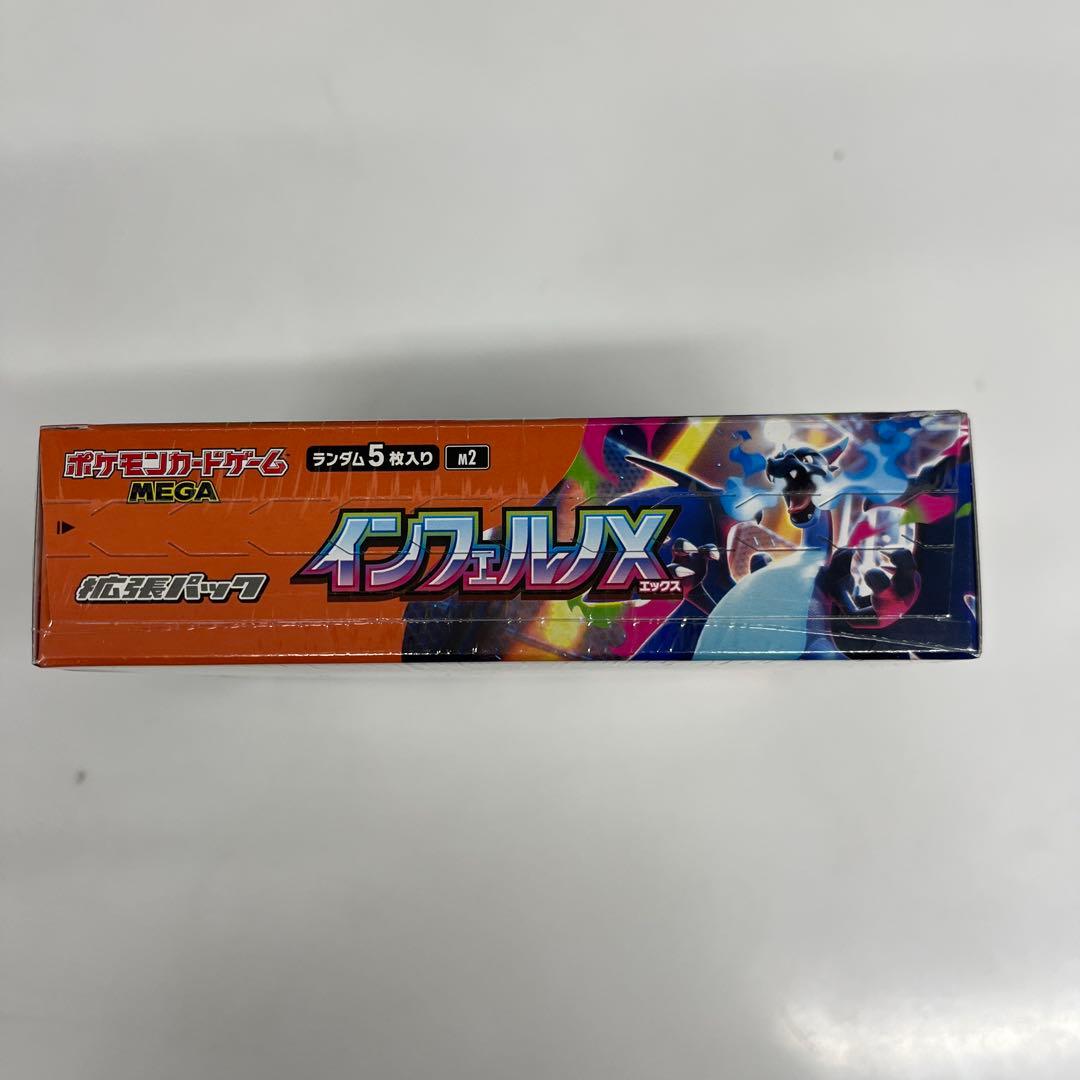 ポケモンカードゲーム
MEGA
ランダム5枚入り
M2
拡張パック
インフェルノX
エックス